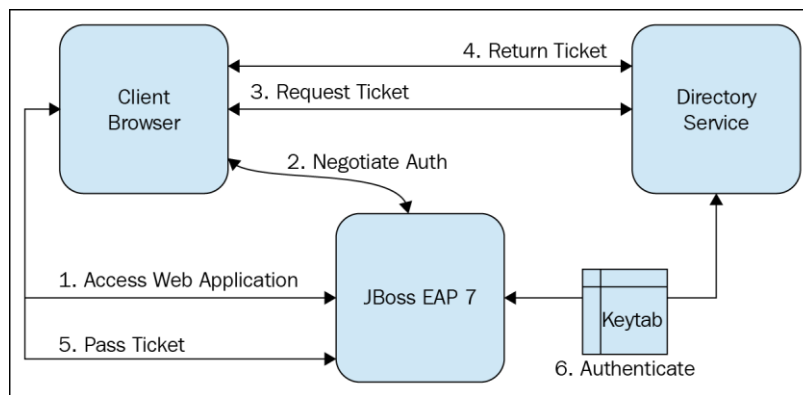 4. Return Ticket
Client
Browser
3. Request Ticket
Directory
Service
2. Negotiate Auth
1. Access Web Application
JBoss EAP 7
Keytab
5. Pass Ticket
6. Authenticate